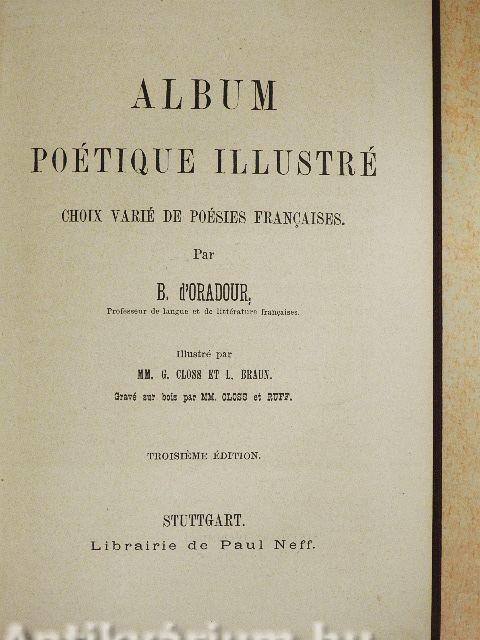 ALBUM
POÉTIQUE ILLUSTRÉ
CHOIX VARIÉ DE POÉSIES FRANÇAISES.
Par
B. d'ORADOUR,
Professeur de langue et de littérature françaises.
Illustré par
MM. G. CLOSS ET L. BRAUN.
Gravé sur bois par MM. CLOSS et RUFF.
TROISIÈME ÉDITION.
STUTTGART.
Librairie de Paul Neff.
Antikvárium.hu